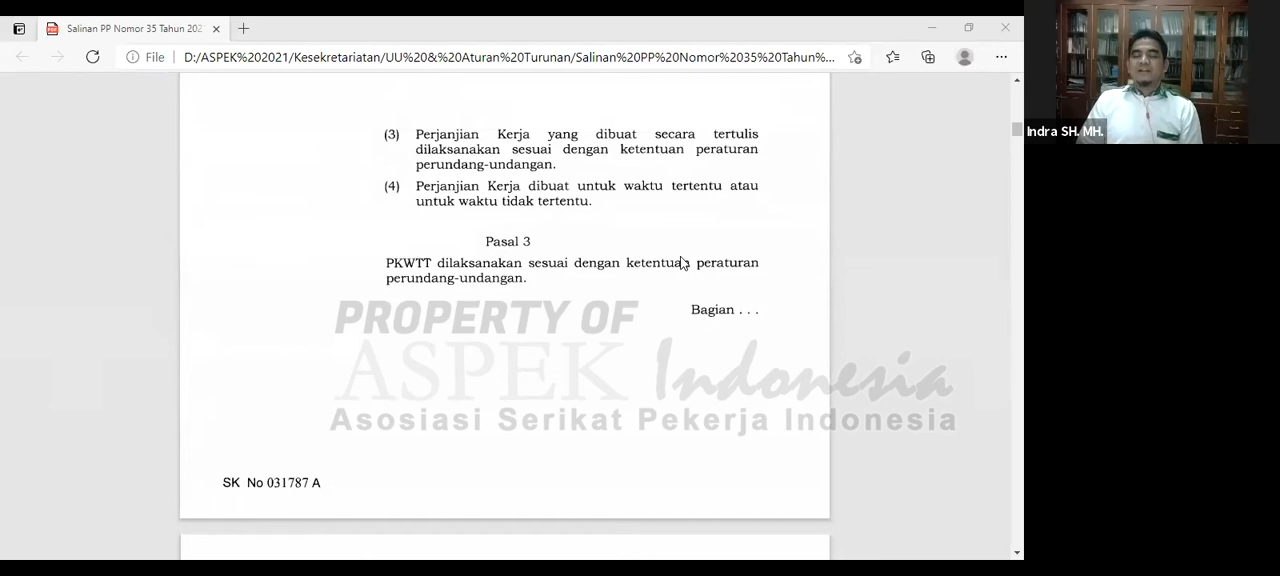 Salinan PP Nomor 35 Tahun 202
File
D:/ASPEK%202021/Kesekretariatan/UU%20&%20Aturan%20Turunan/Salinan%20PP%20Nomor%2035%20Tahun%...
(3) Perjanjian Kerja yang dibuat secara tertulis
dilaksanakan sesuai dengan ketentuan peraturan
perundang-undangan.
(4) Perjanjian Kerja dibuat untuk waktu tertentu atau
untuk waktu tidak tertentu.
Pasal 3
PKWTT dilaksanakan sesuai dengan ketentuan peraturan
perundang-undangan.
Bagian . . .
PROPERTY OF
ASPEK Indonesia
Asosiasi Serikat Pekerja Indonesia
SK No 031787 A
Indra SH. MH.